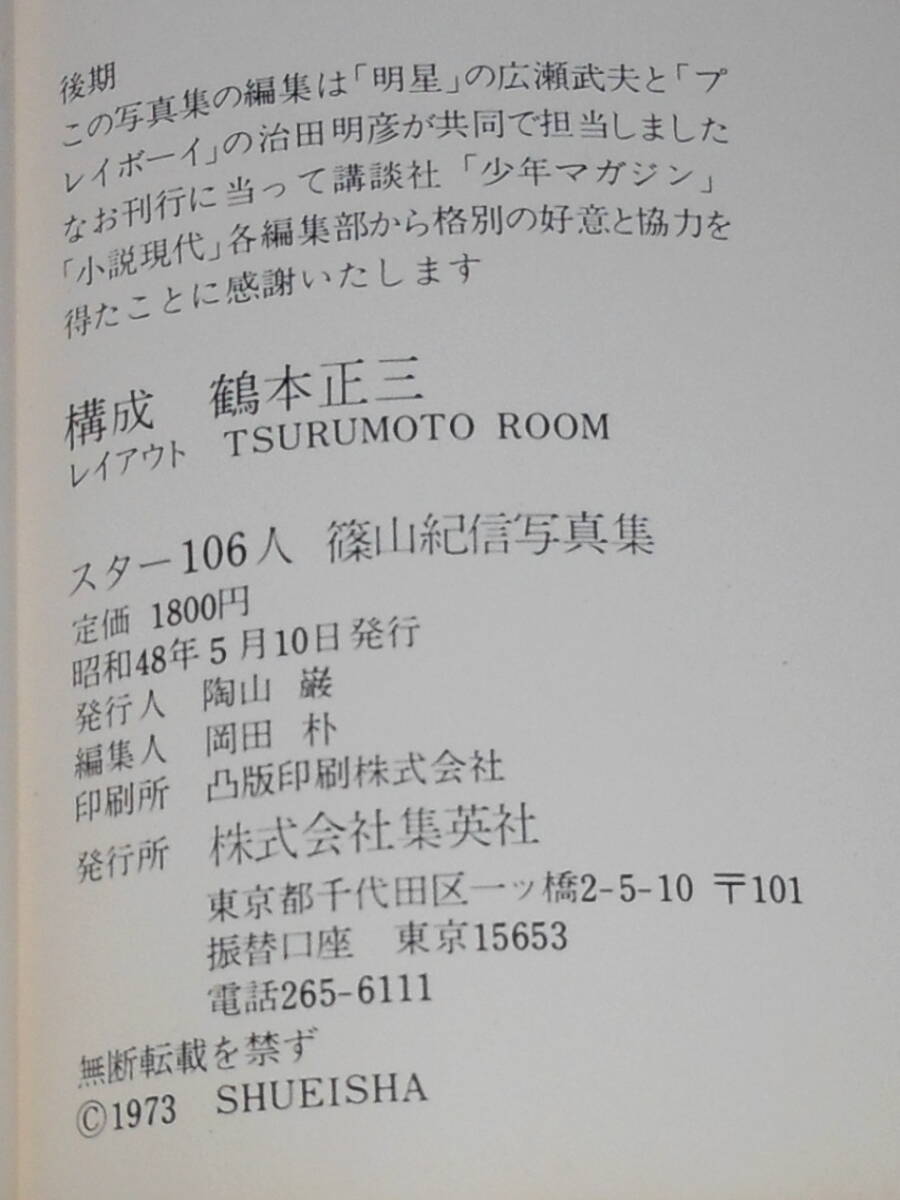 後期
この写真集の編集は「明星」の広瀬武夫と「プ
レイボーイ」の治田明彦が共同で担当しました
なお刊行に当って講談社「少年マガジン」
「小説現代」各編集部から格別の好意と協力を
得たことに感謝いたします
構成 鶴本正三
レイアウト TSURUMOTO ROOM
スター106人 篠山紀信写真集
定価 1800円
昭和48年5月10日発行
発行人 陶山 巌
編集人 岡田 朴
印刷所 凸版印刷株式会社
発行所 株式会社集英社
東京都千代田区一ッ橋2-5-10 〒101
振替口座 東京15653
電話265-6111
無断転載を禁ず
©1973 SHUEISHA